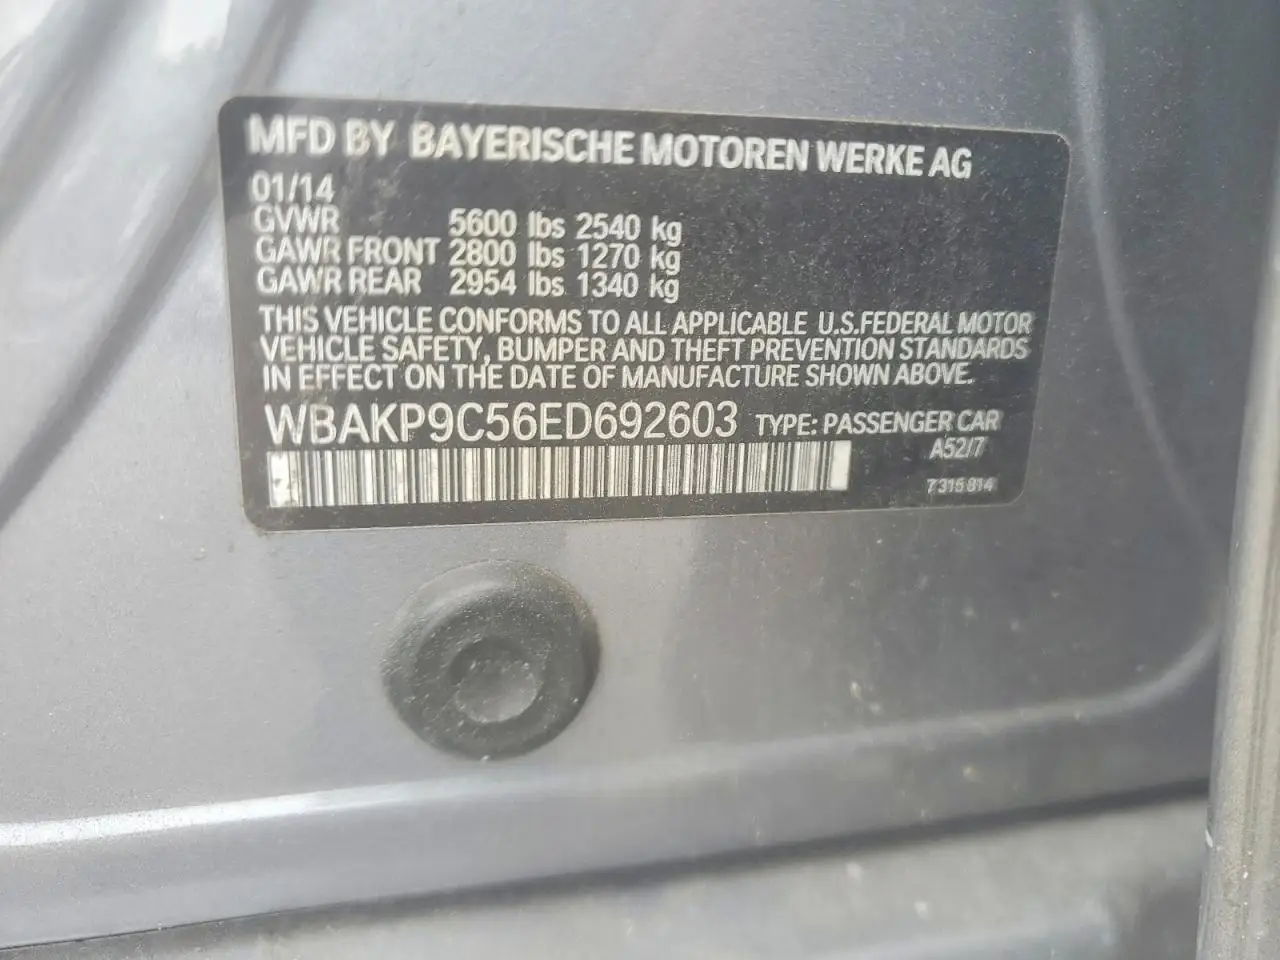 MFD BY BAYERISCHE MOTOREN WERKE AG
01/14
GVWR 5600 lbs 2540 kg
GAWR FRONT 2800 lbs 1270 kg
GAWR REAR 2954 lbs 1340 kg
THIS VEHICLE CONFORMS TO ALL APPLICABLE U.S.FEDERAL MOTOR
VEHICLE SAFETY, BUMPER AND THEFT PREVENTION STANDARDS
IN EFFECT ON THE DATE OF MANUFACTURE SHOWN ABOVE.
WBAKP9C56ED692603 TYPE: PASSENGER CAR
A52/7
7 315 814